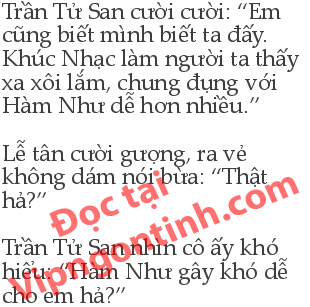 Trần Tử San cười cười: “Em
cũng biết mình biết ta đấy.
Khúc Nhạc làm người ta thấy
xa xôi lắm, chung đụng với
Hàm Như dễ hơn nhiều.”
Lễ tân cười gượng, ra vẻ
không dám nói bừa: “Thật
hả?”
Đọc tại
Vipngontinh.com
Trần Tử San nhìn cô ấy khó
hiểu: “Hàm Như gây khó dễ
cho em hả?”